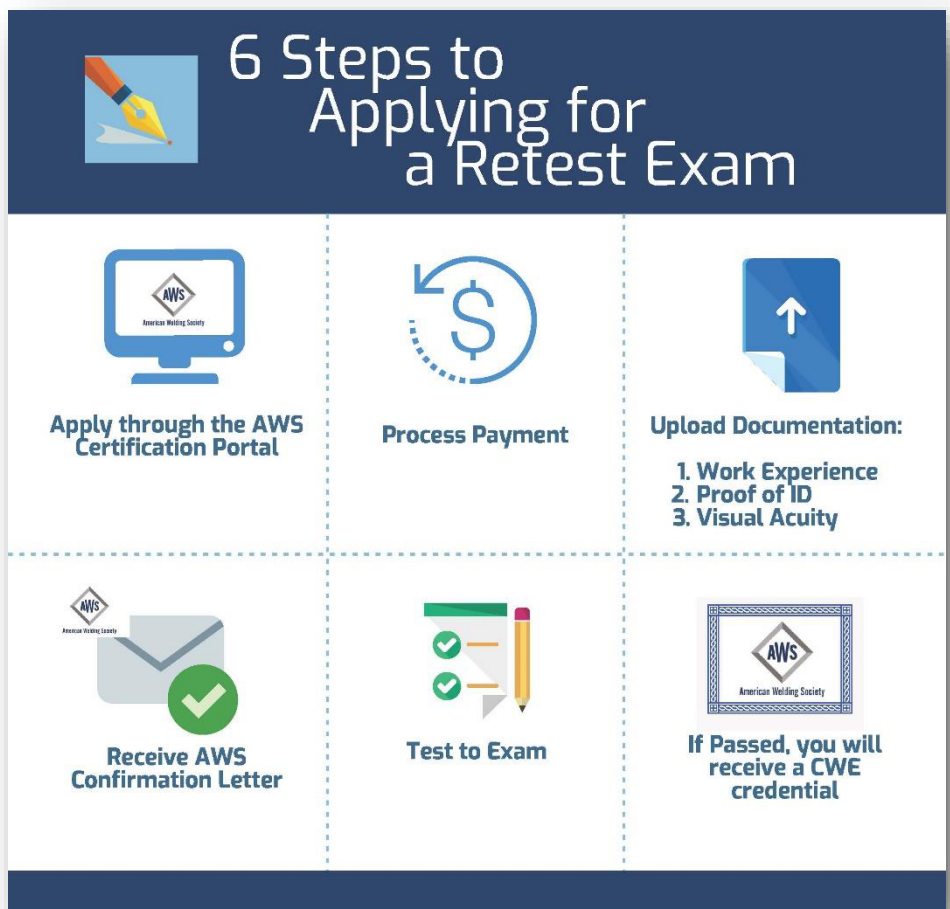 6 Steps to
Applying for
a Retest Exam
AWS
American Welding Society
Apply through the AWS
Certification Portal
$
Process Payment
Upload Documentation:
1. Work Experience
2. Proof of ID
3. Visual Acuity
AWS
American Welding Society
Receive AWS
Confirmation Letter
Test to Exam
AWS
American Welding Society
If Passed, you will
receive a CWE
credential